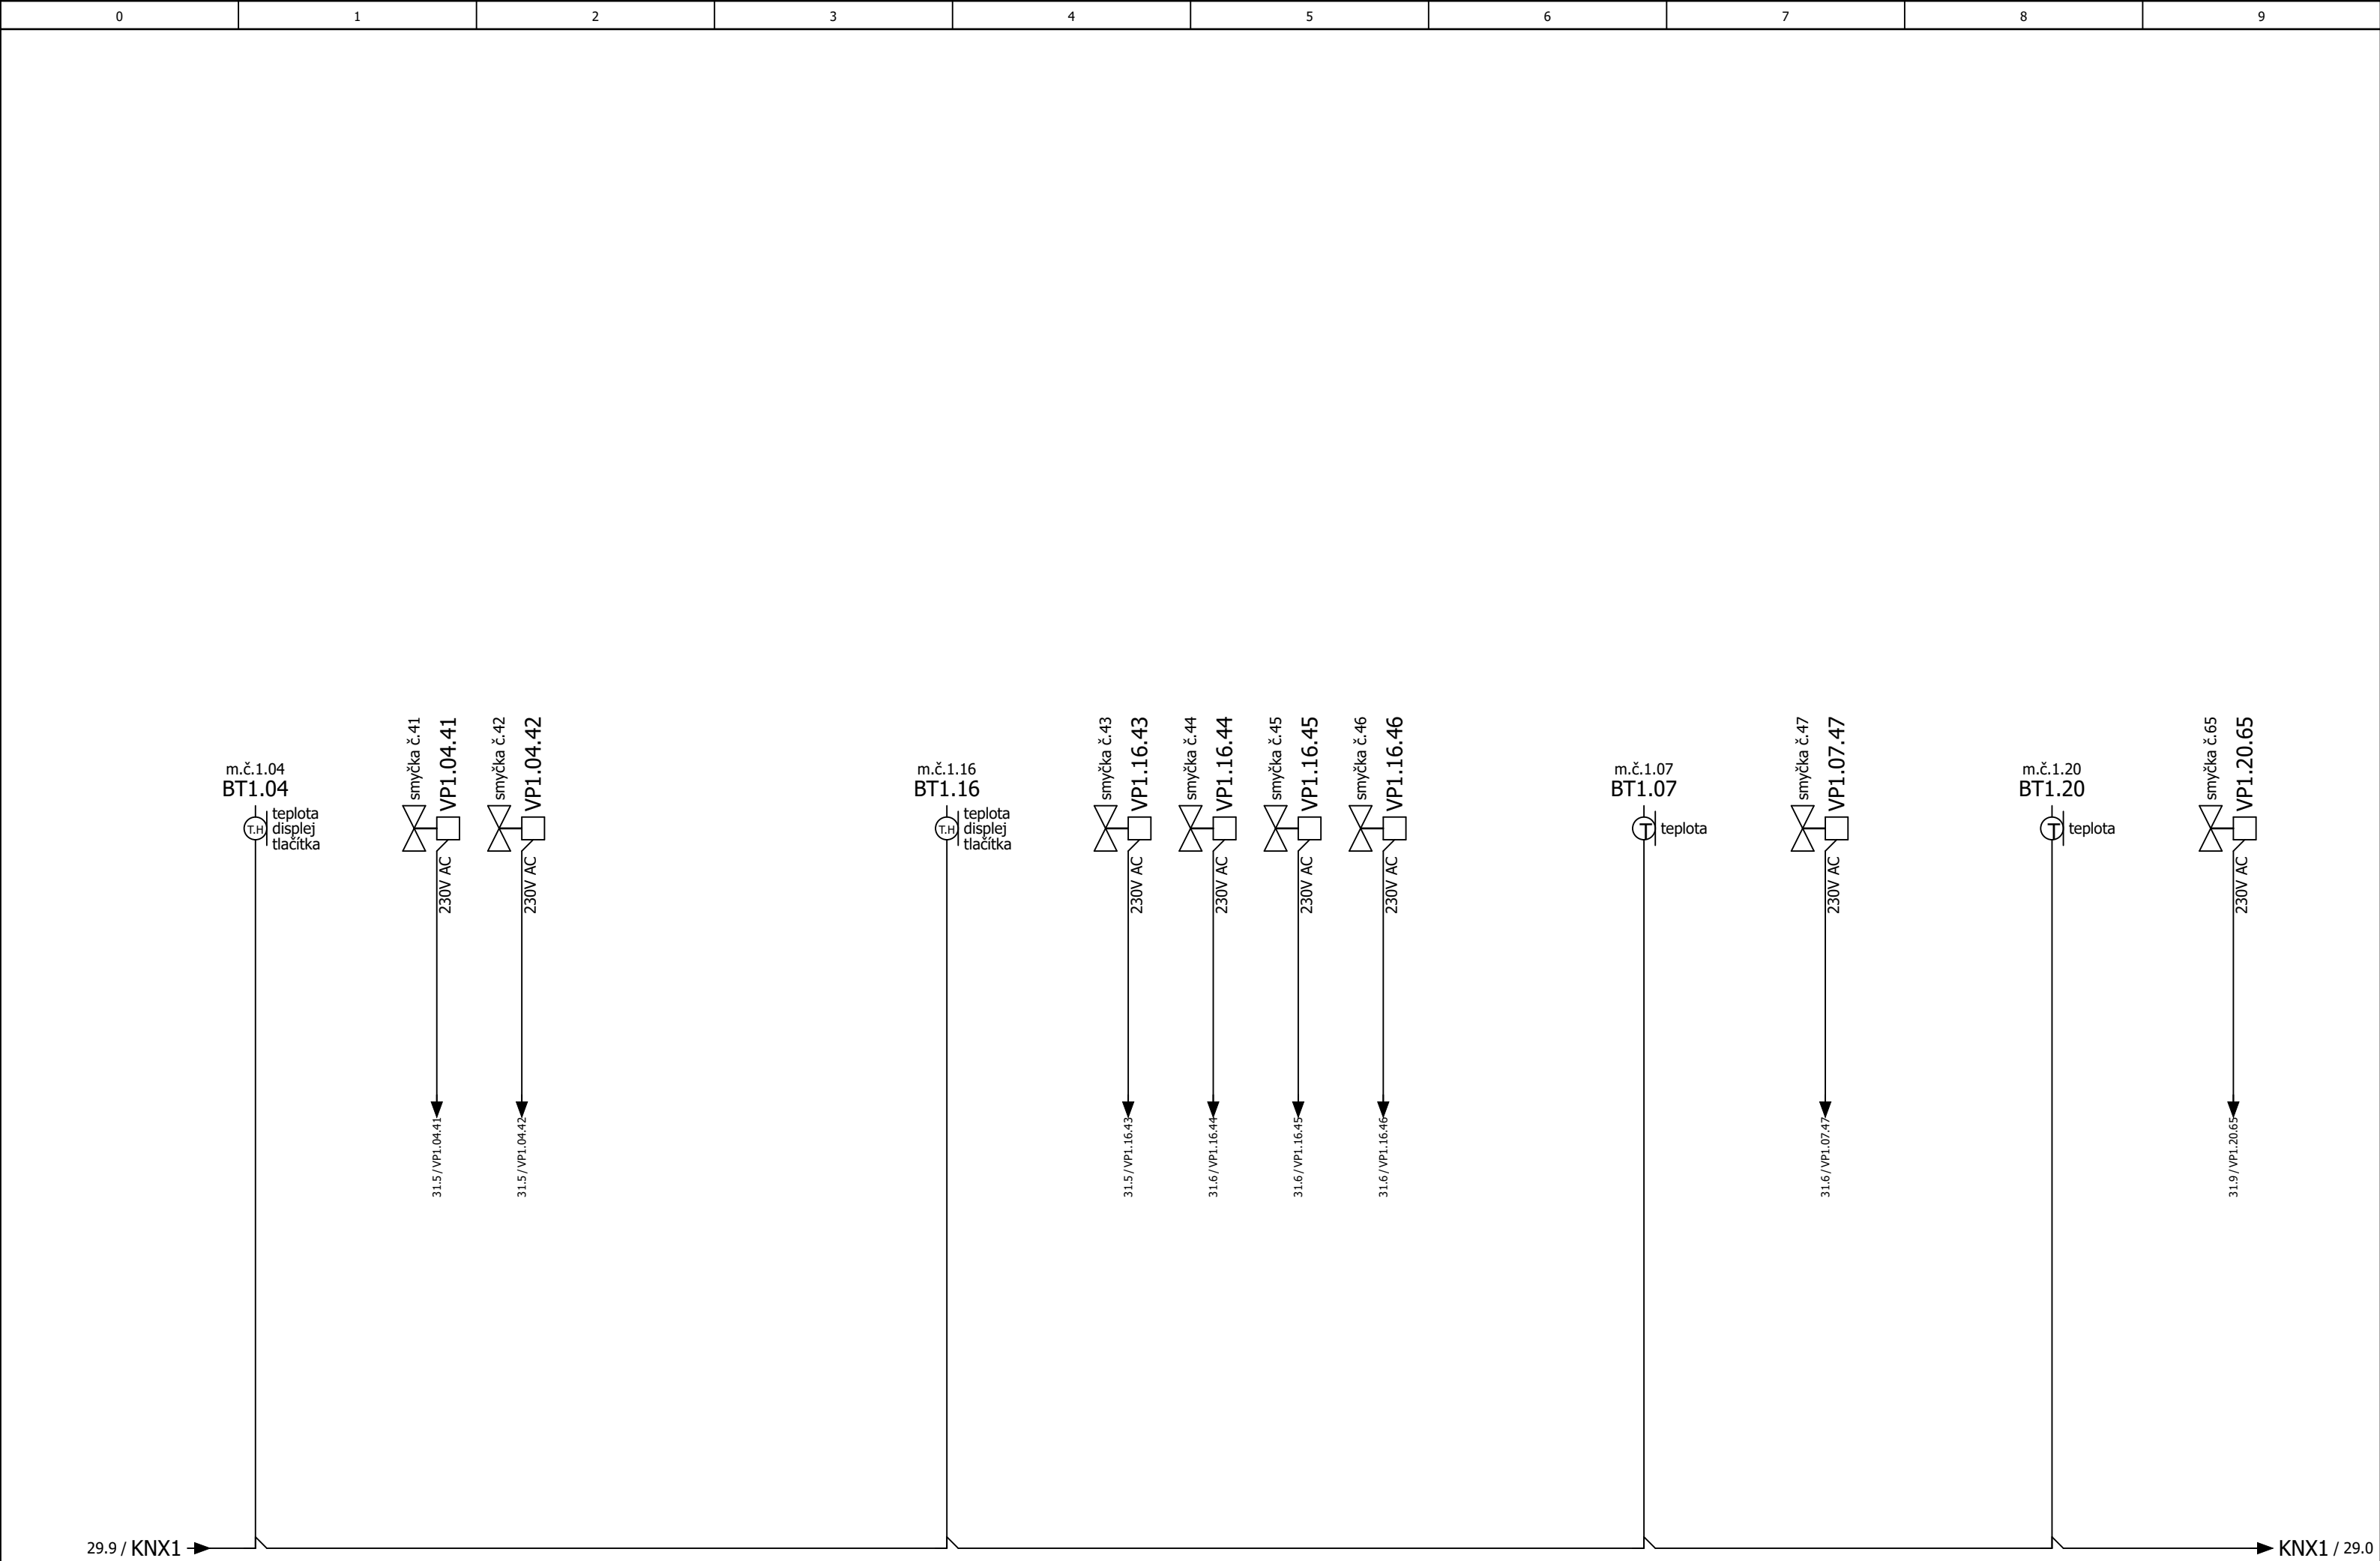 0 1 2 3 4 5 6 7 8 9
m.č.1.04
BT1.04
T.H
teplota
displej
tlačítka
smyčka č.41
VP1.04.41
230V AC
31.5 / VP1.04.41
smyčka č.42
VP1.04.42
230V AC
31.5 / VP1.04.42
m.č.1.16
BT1.16
T.H
teplota
displej
tlačítka
smyčka č.43
VP1.16.43
230V AC
31.5 / VP1.16.43
smyčka č.44
VP1.16.44
230V AC
31.6 / VP1.16.44
smyčka č.45
VP1.16.45
230V AC
31.6 / VP1.16.45
smyčka č.46
VP1.16.46
230V AC
31.6 / VP1.16.46
m.č.1.07
BT1.07
T
teplota
smyčka č.47
VP1.07.47
230V AC
31.6 / VP1.07.47
m.č.1.20
BT1.20
T
teplota
smyčka č.65
VP1.20.65
230V AC
31.9 / VP1.20.65
29.9 / KNX1
KNX1 / 29.0